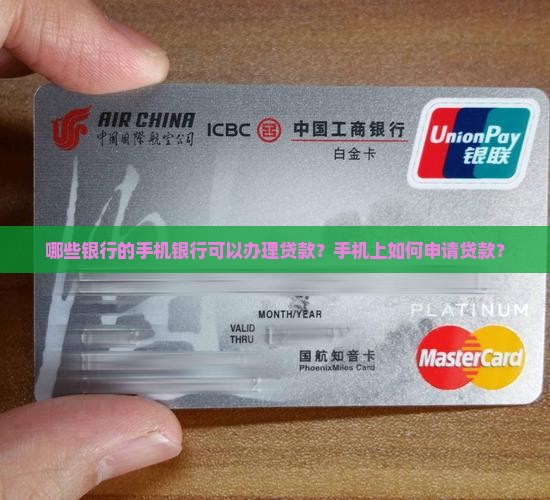 AIR CHINA
中国国际航空公司
ICBC 中国工商银行
白金卡
UnionPay
银联
哪些银行的手机银行可以办理贷款？手机上如何申请贷款？
PLATINUM
MONTH/YEAR
VALID
THRU
国航知音卡
PhoenixMiles Card
MasterCard